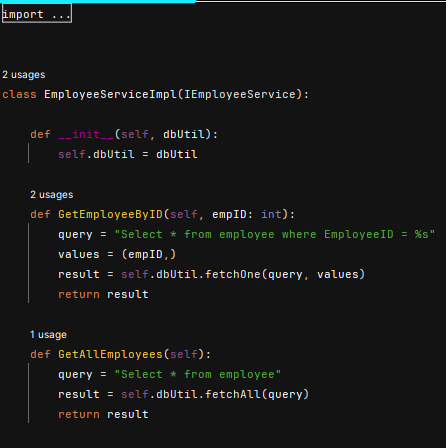 import ...
2 usages
class EmployeeServiceImpl(IEmployeeService):
def __init__(self, dbUtil):
self.dbUtil = dbUtil
2 usages
def GetEmployeeByID(self, empID: int):
query = "Select * from employee where EmployeeID = %s"
values = (empID,)
result = self.dbUtil.fetchOne(query, values)
return result
1 usage
def GetAllEmployees(self):
query = "Select * from employee"
result = self.dbUtil.fetchAll(query)
return result